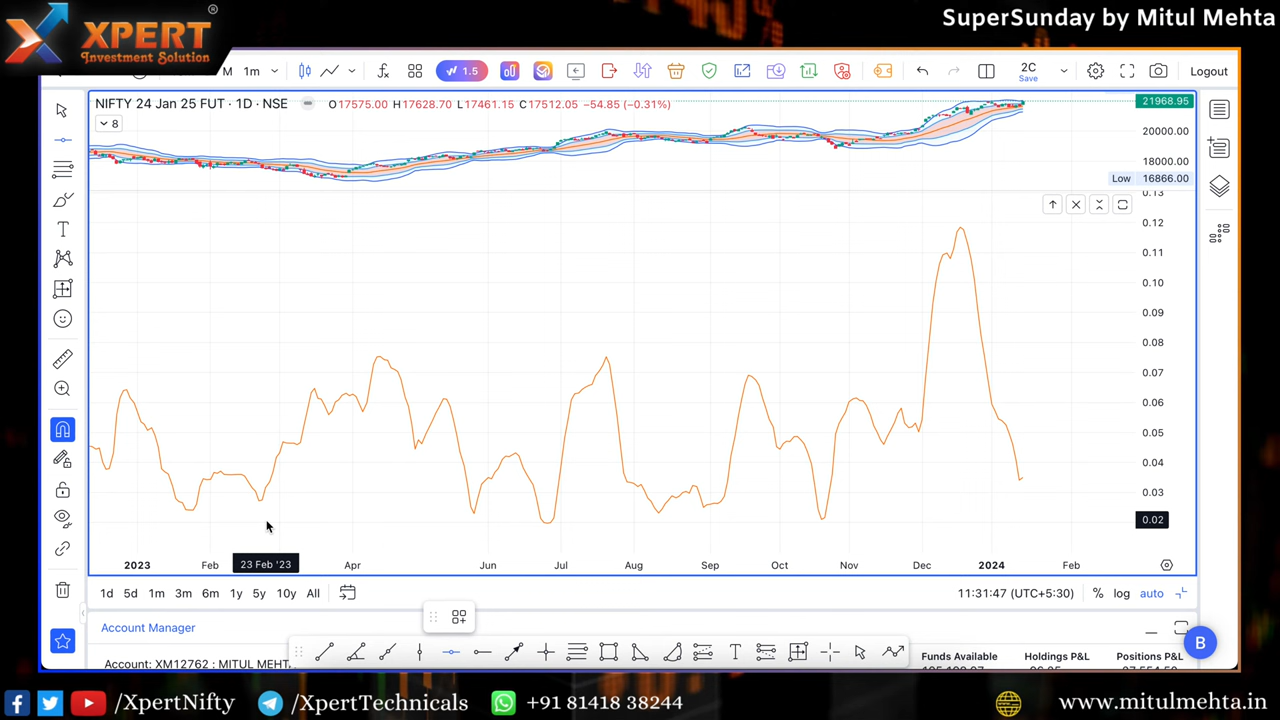 XPERT
Investment Solution
®
SuperSunday by Mitul Mehta
M 1m
1.5
2C
Save
Logout
NIFTY 24 Jan 25 FUT · 1D · NSE
O17575.00 H17628.70 L17461.15 C17512.05 −54.85 (−0.31%)
8
21968.95
20000.00
18000.00
Low 16866.00
0.13
0.12
0.11
0.10
0.09
0.08
0.07
0.06
0.05
0.04
0.03
0.02
2023 Feb 23 Feb '23 Apr Jun Jul Aug Sep Oct Nov Dec 2024 Feb
1d 5d 1m 3m 6m 1y 5y 10y All
11:31:47 (UTC+5:30) % log auto
Account Manager
B
Account: XM12762 : MITUL MEHT
Funds Available Holdings P&L Positions P&L
/XpertNifty /XpertTechnicals +91 81418 38244 www.mitulmehta.in